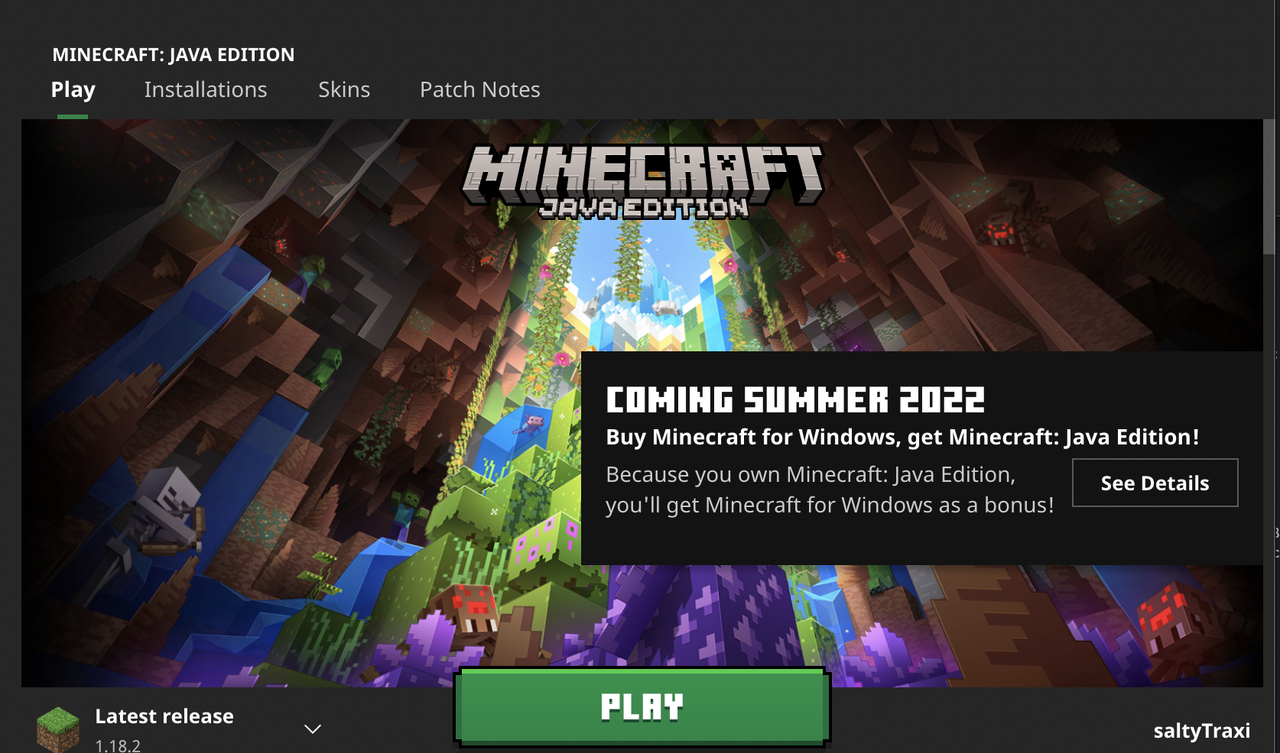 MINECRAFT: JAVA EDITION
Play Installations Skins Patch Notes
MINECRAFT
JAVA EDITION
COMING SUMMER 2022
Buy Minecraft for Windows, get Minecraft: Java Edition!
Because you own Minecraft: Java Edition,
you'll get Minecraft for Windows as a bonus!
See Details
PLAY
Latest release
1.18.2
saltyTraxi